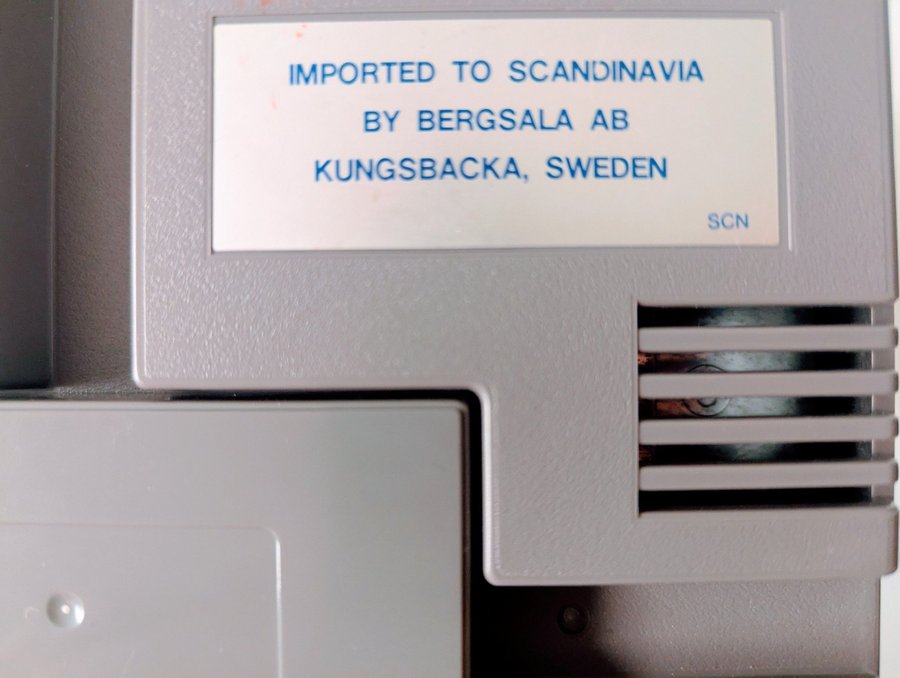 IMPORTED TO SCANDINAVIA
BY BERGSALA AB
KUNGSBACKA, SWEDEN
SCN